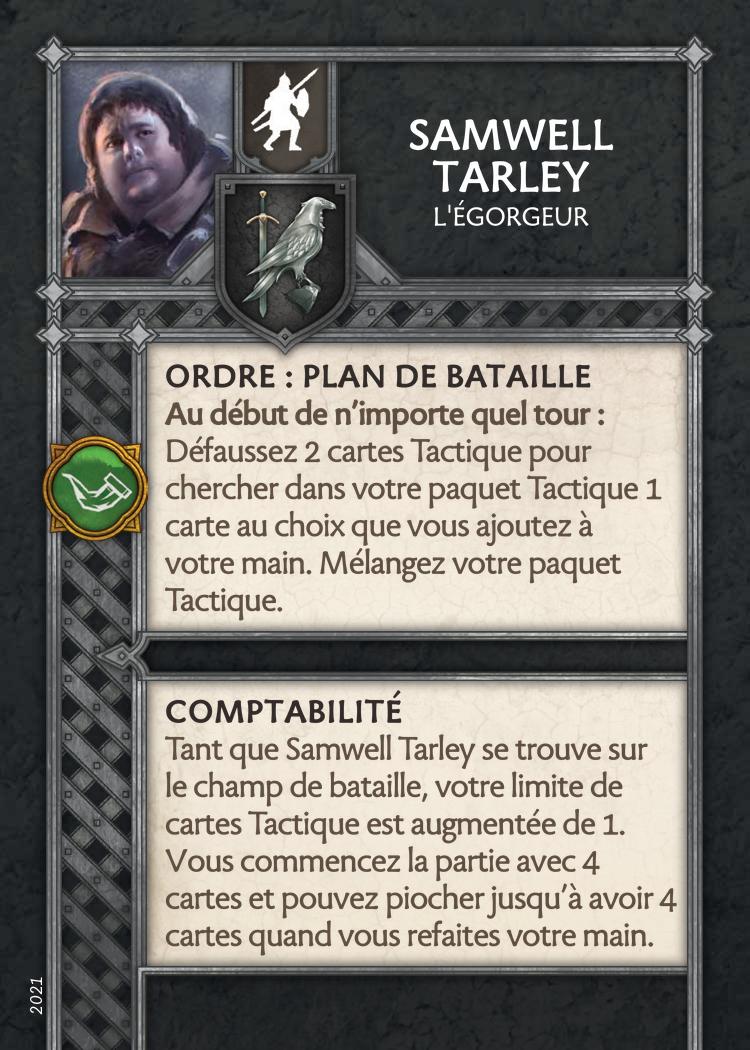 SAMWELL
TARLEY
L'ÉGORGEUR
ORDRE : PLAN DE BATAILLE
Au début de n'importe quel tour :
Défaussez 2 cartes Tactique pour
chercher dans votre paquet Tactique 1
carte au choix que vous ajoutez à
votre main. Mélangez votre paquet
Tactique.
COMPTABILITÉ
Tant que Samwell Tarley se trouve sur
le champ de bataille, votre limite de
cartes Tactique est augmentée de 1.
Vous commencez la partie avec 4
cartes et pouvez piocher jusqu'à avoir 4
cartes quand vous refaites votre main.
2021